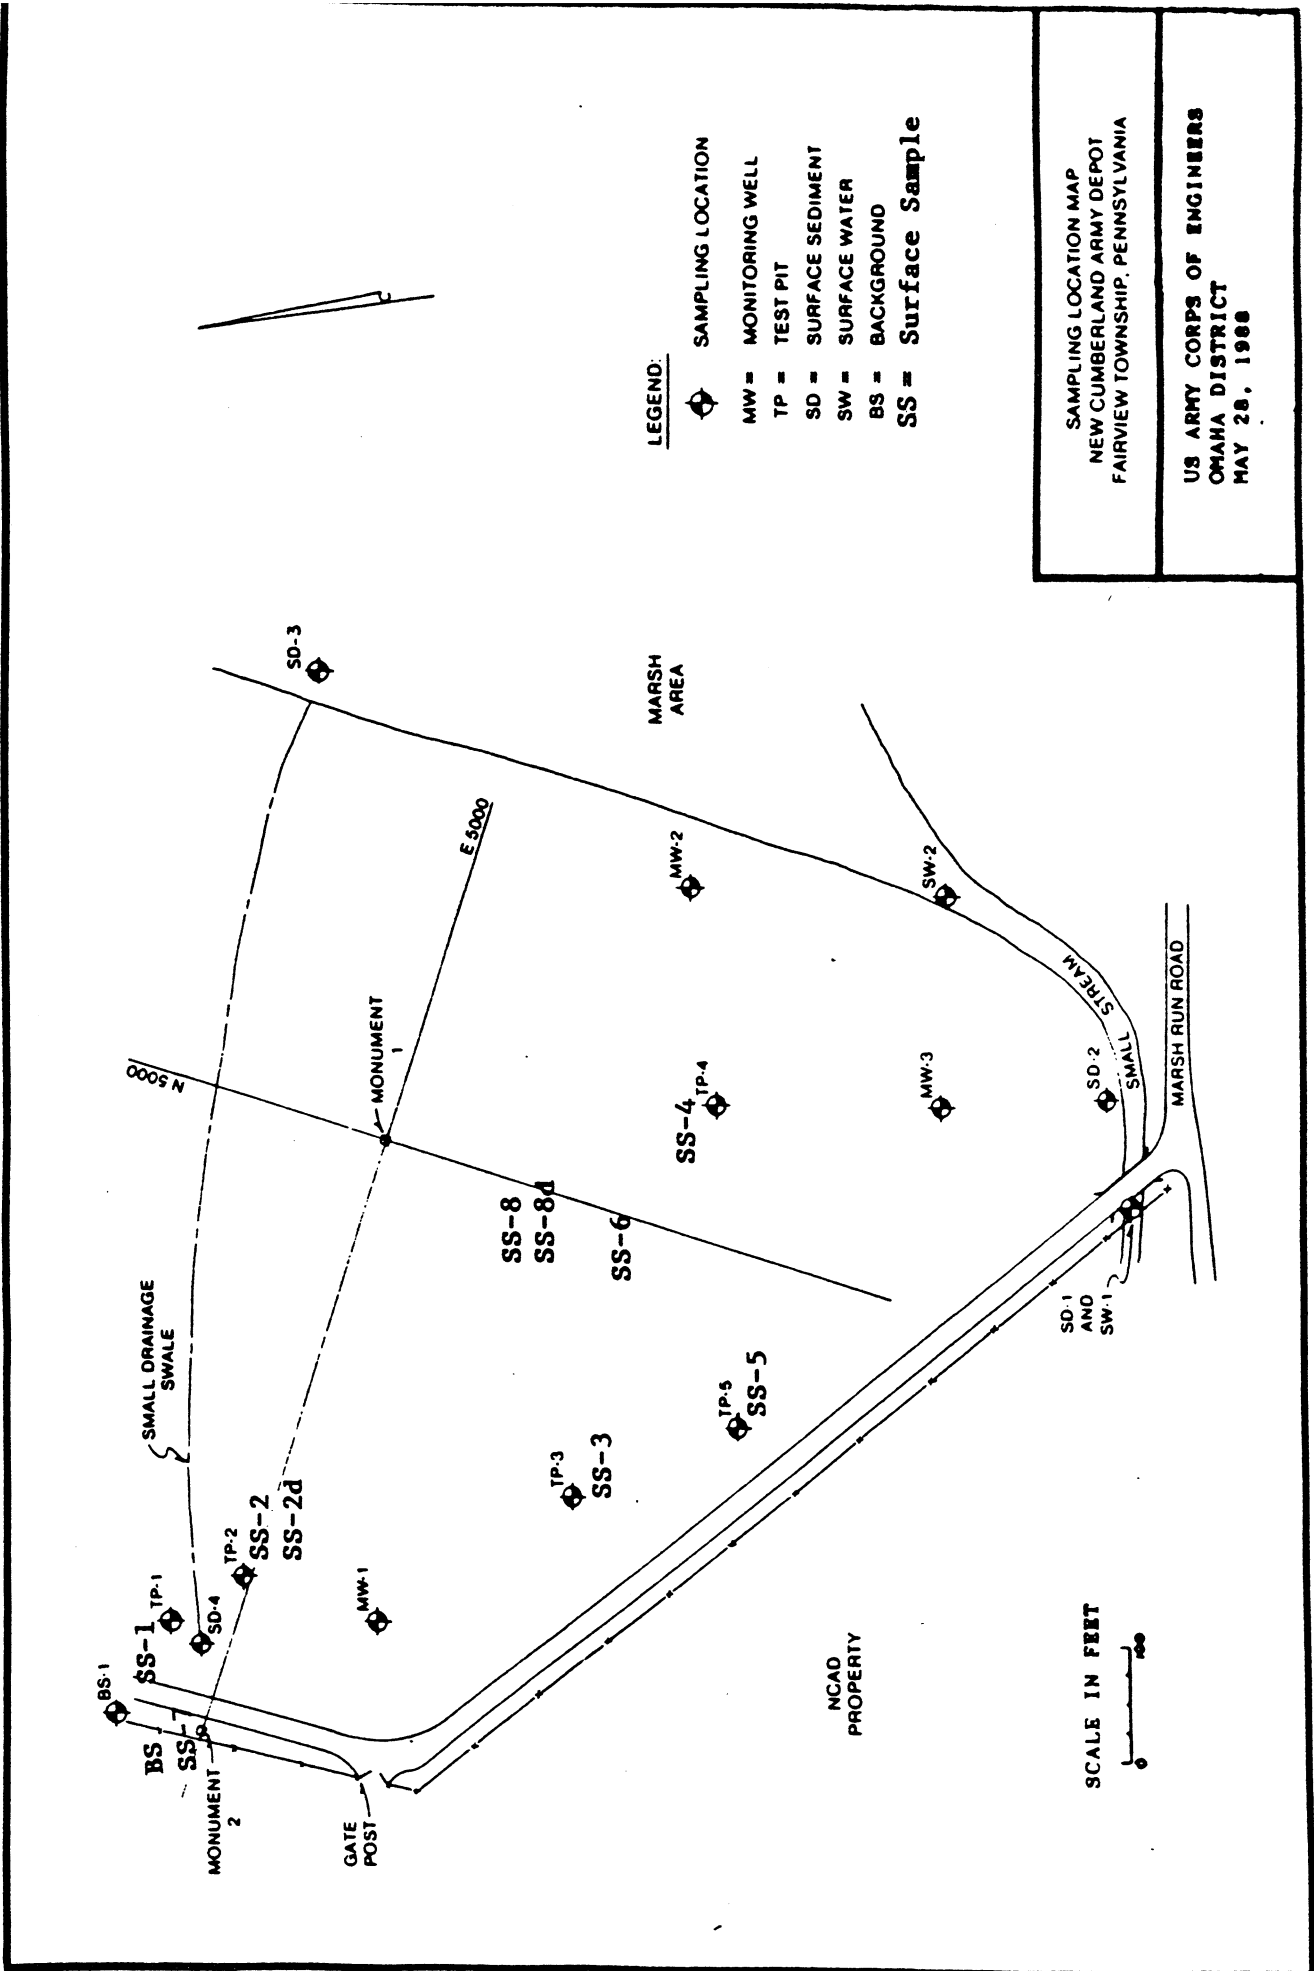 BS-1
SS-1
TP-1
SD-4
BS
SS
MONUMENT
2
GATE
POST
TP-2
SS-2
SS-2d
MW-1
SMALL DRAINAGE
SWALE
N 5000
MONUMENT
1
E 5000
SD-3
MARSH
AREA
TP-3
SS-3
TP-5
SS-5
SS-8
SS-8d
SS-6
SS-4
TP-4
MW-2
MW-3
SW-2
SMALL STREAM
SD-2
MARSH RUN ROAD
SD-1
AND
SW-1
NCAD
PROPERTY
SCALE IN FEET
0 100
LEGEND:
SAMPLING LOCATION
MW = MONITORING WELL
TP = TEST PIT
SD = SURFACE SEDIMENT
SW = SURFACE WATER
BS = BACKGROUND
SS = Surface Sample
SAMPLING LOCATION MAP
NEW CUMBERLAND ARMY DEPOT
FAIRVIEW TOWNSHIP, PENNSYLVANIA
US ARMY CORPS OF ENGINEERS
OMAHA DISTRICT
MAY 28, 1988